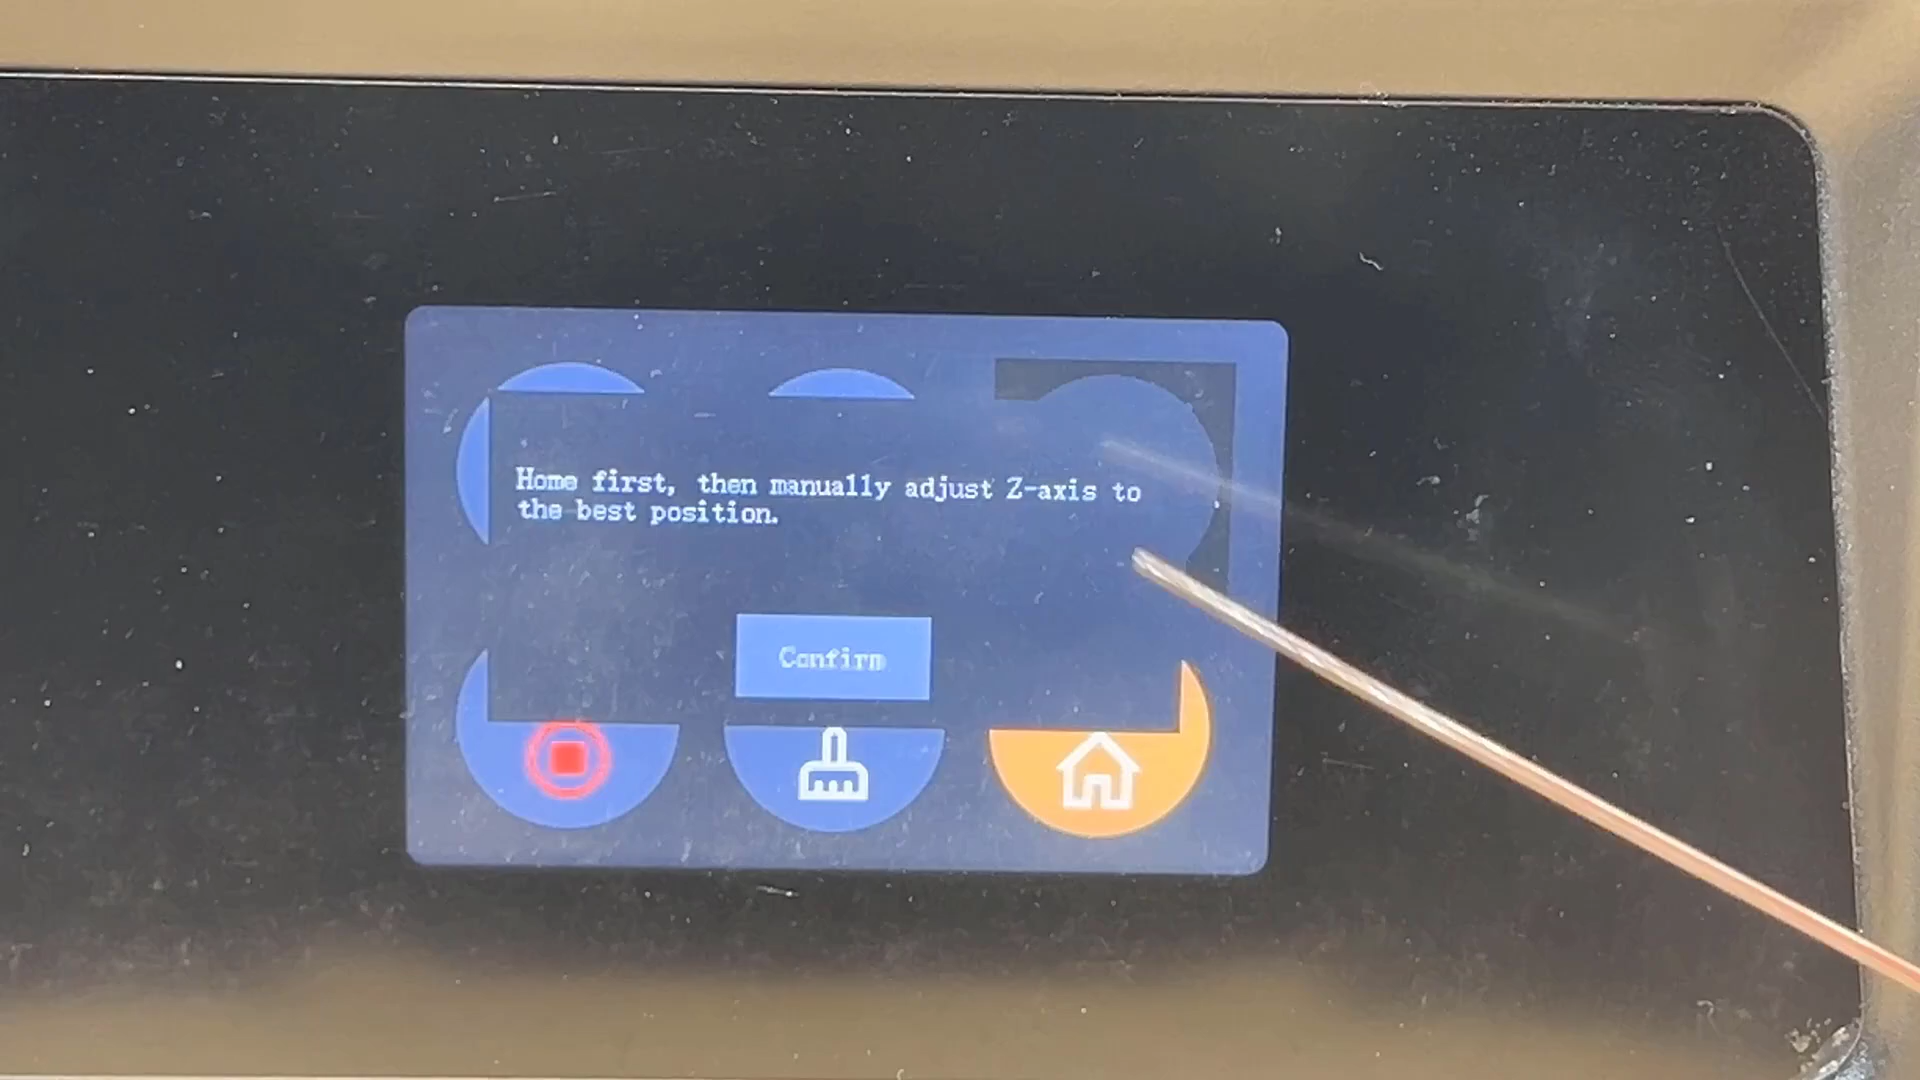 Home first, then manually adjust Z-axis to
the best position.
Confirm